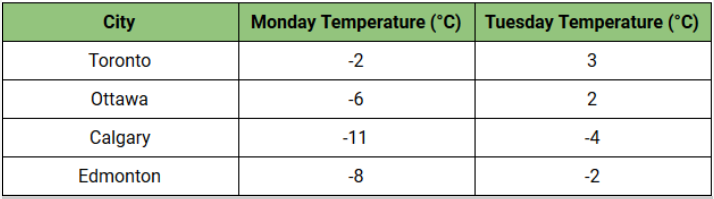 City Monday Temperature (°C) Tuesday Temperature (°C)
Toronto -2 3
Ottawa -6 2
Calgary -11 -4
Edmonton -8 -2